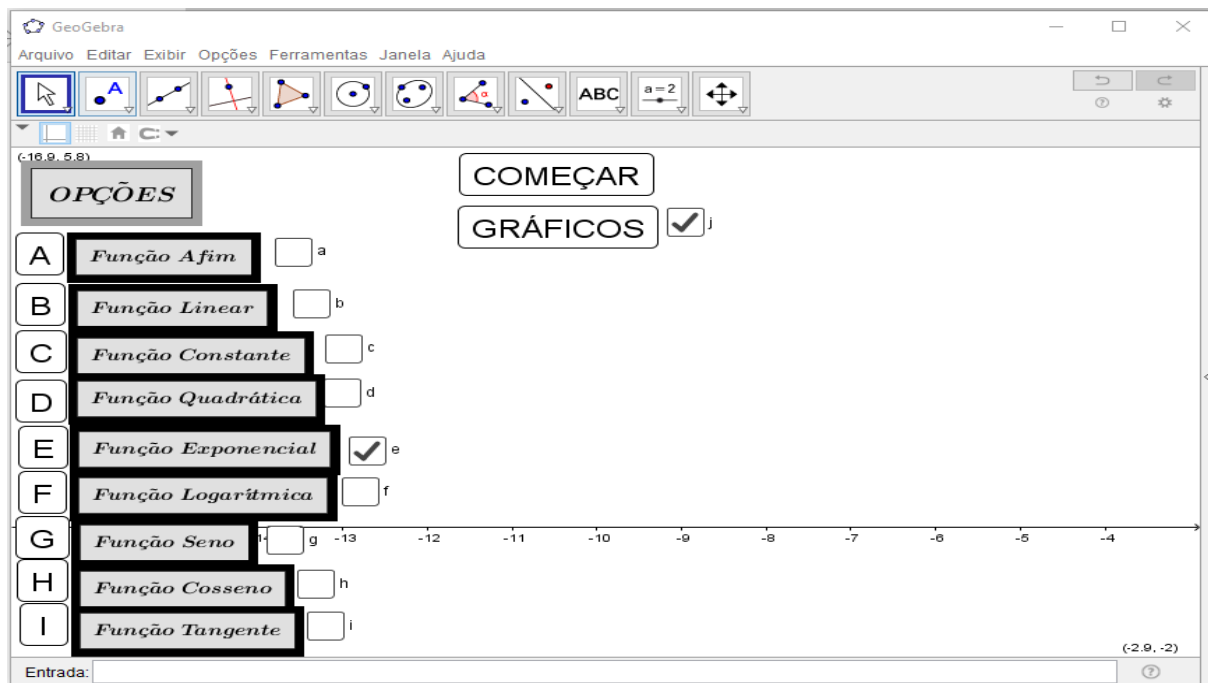 GeoGebra
Arquivo Editar Exibir Opções Ferramentas Janela Ajuda
A α ABC a = 2
(-16.9, 5.8)
OPÇÕES
COMEÇAR
GRÁFICOS j
A Função Afim a
B Função Linear b
C Função Constante c
D Função Quadrática d
E Função Exponencial e
F Função Logarítmica f
G Função Seno g
-13 -12 -11 -10 -9 -8 -7 -6 -5 -4
H Função Cosseno h
I Função Tangente i
(-2.9, -2)
Entrada: